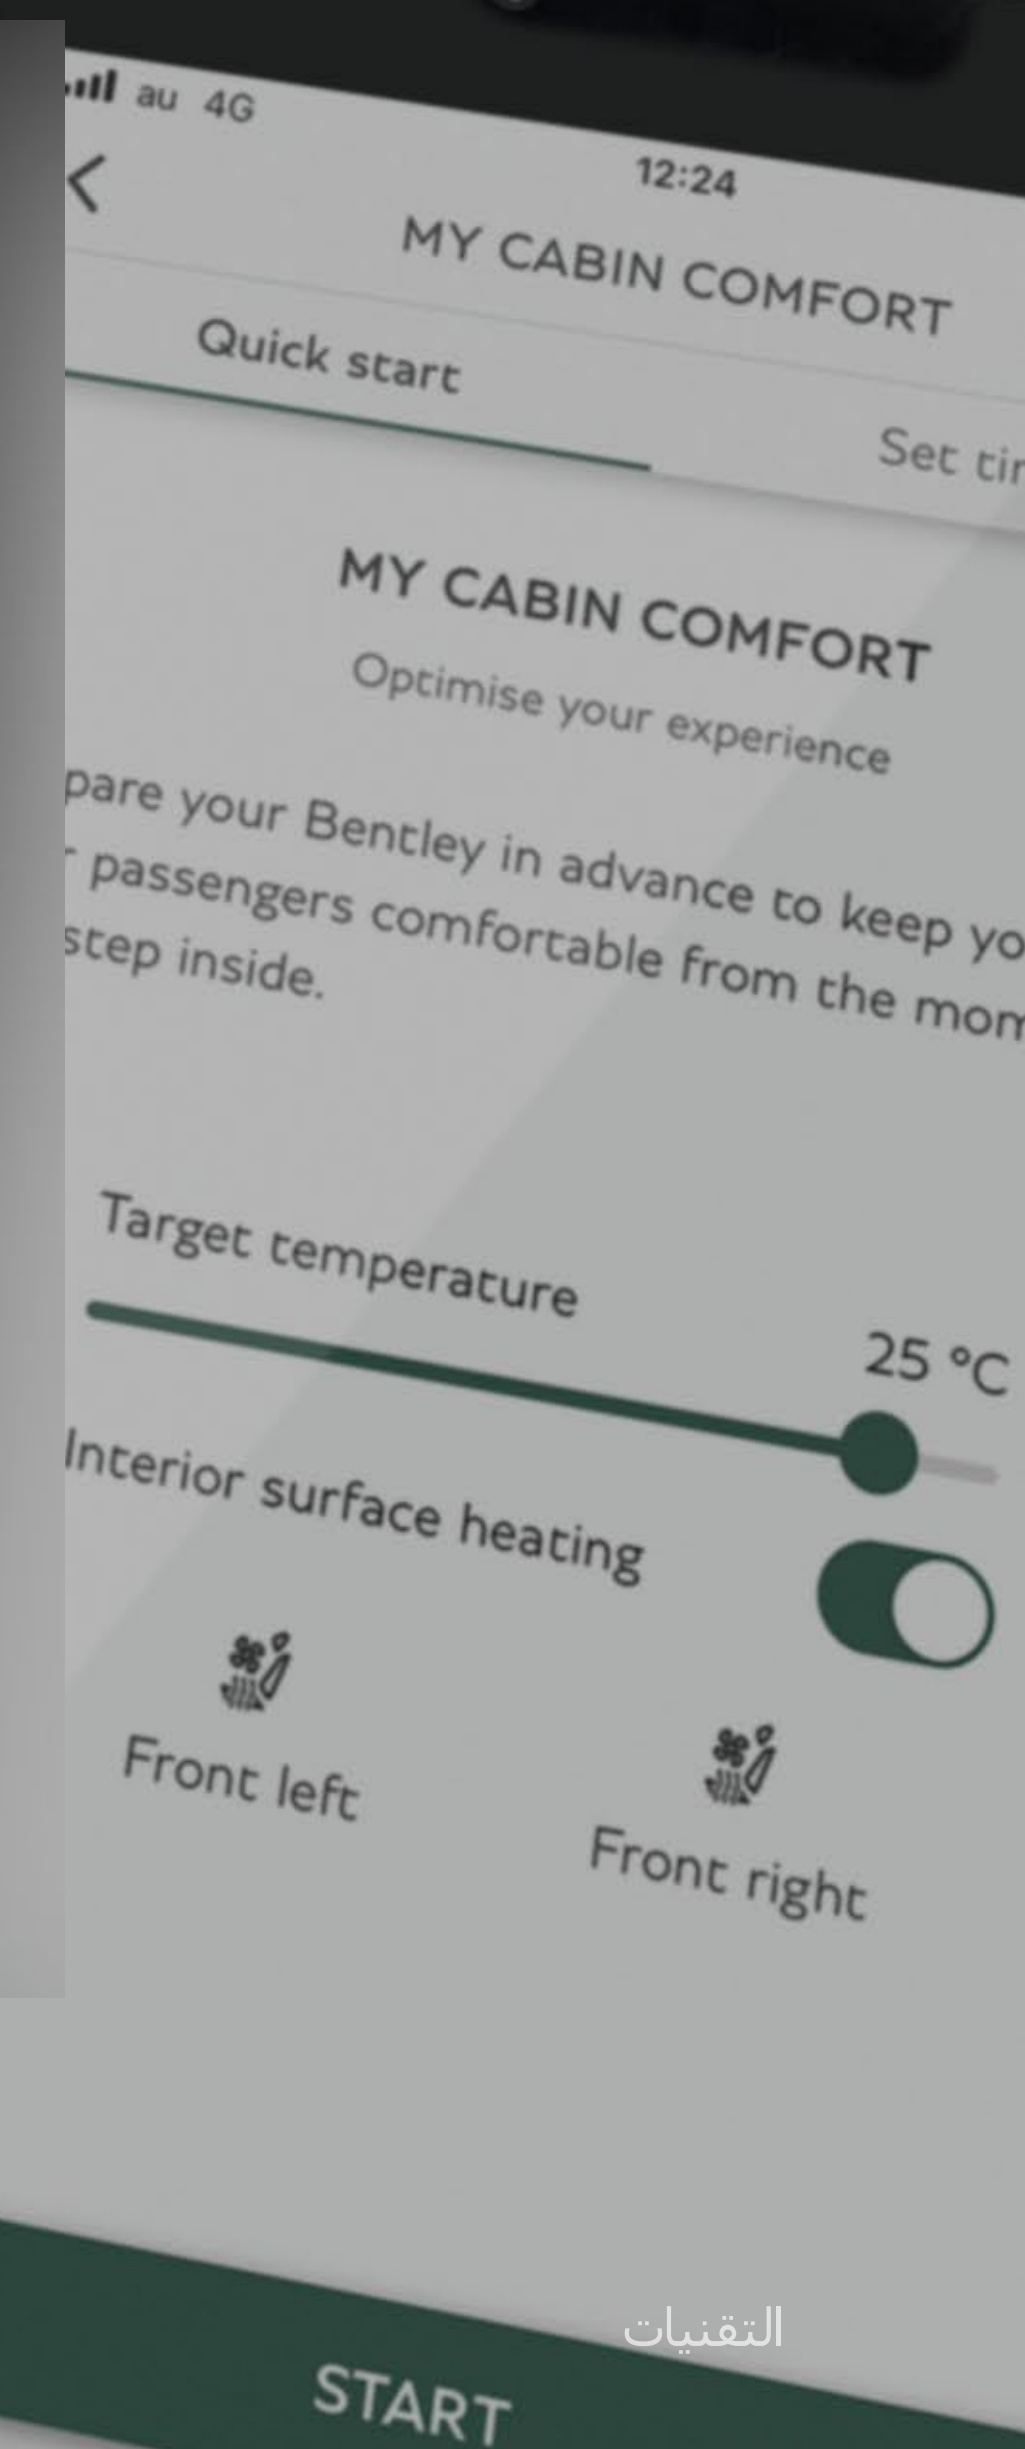 au 4G
12:24
MY CABIN COMFORT
Quick start
Set
MY CABIN COMFORT
Optimise your experience
your Bentley in advance to keep
passengers comfortable from the
step inside.
Target temperature
25 °C
Interior surface heating
Front left
Front right
التقنيات
START